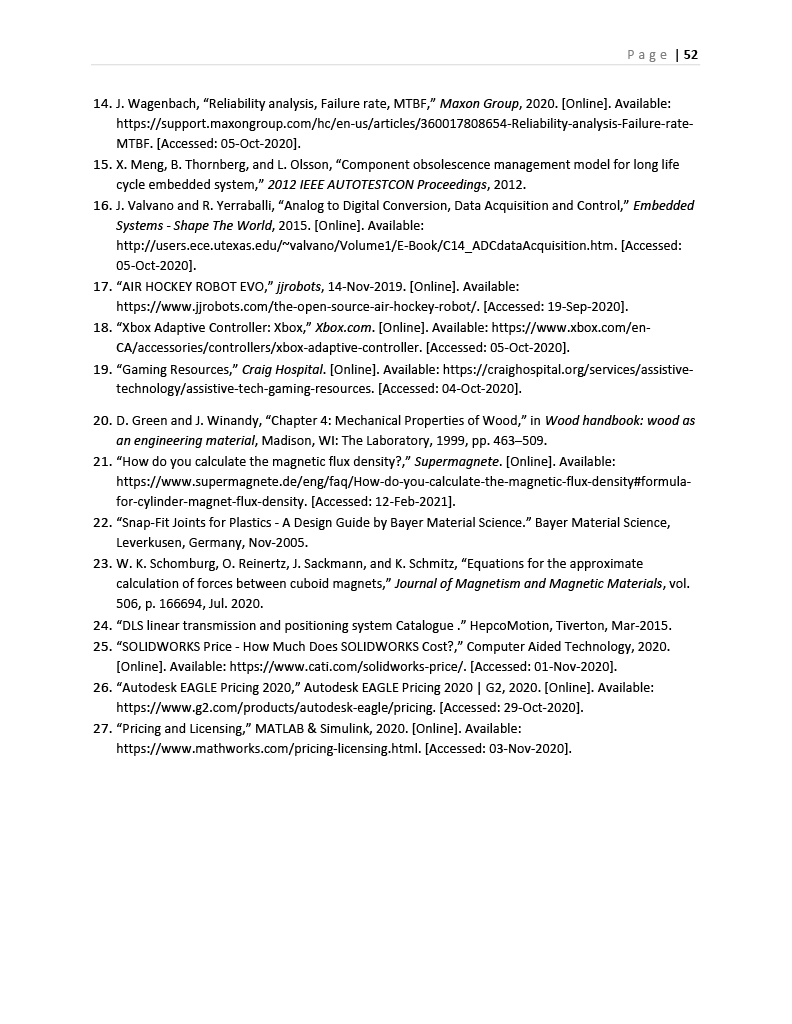 Page | 52
14. J. Wagenbach, “Reliability analysis, Failure rate, MTBF,” Maxon Group, 2020. [Online]. Available:
https://support.maxongroup.com/hc/en-us/articles/360017808654-Reliability-analysis-Failure-rate-
MTBF. [Accessed: 05-Oct-2020].
15. X. Meng, B. Thornberg, and L. Olsson, “Component obsolescence management model for long life
cycle embedded system,” 2012 IEEE AUTOTESTCON Proceedings, 2012.
16. J. Valvano and R. Yerraballi, “Analog to Digital Conversion, Data Acquisition and Control,” Embedded
Systems - Shape The World, 2015. [Online]. Available:
http://users.ece.utexas.edu/~valvano/Volume1/E-Book/C14_ADCdataAcquisition.htm. [Accessed:
05-Oct-2020].
17. “AIR HOCKEY ROBOT EVO,” jjrobots, 14-Nov-2019. [Online]. Available:
https://www.jjrobots.com/the-open-source-air-hockey-robot/. [Accessed: 19-Sep-2020].
18. “Xbox Adaptive Controller: Xbox,” Xbox.com. [Online]. Available: https://www.xbox.com/en-
CA/accessories/controllers/xbox-adaptive-controller. [Accessed: 05-Oct-2020].
19. “Gaming Resources,” Craig Hospital. [Online]. Available: https://craighospital.org/services/assistive-
technology/assistive-tech-gaming-resources. [Accessed: 04-Oct-2020].
20. D. Green and J. Winandy, “Chapter 4: Mechanical Properties of Wood,” in Wood handbook: wood as
an engineering material, Madison, WI: The Laboratory, 1999, pp. 463–509.
21. “How do you calculate the magnetic flux density?,” Supermagnete. [Online]. Available:
https://www.supermagnete.de/eng/faq/How-do-you-calculate-the-magnetic-flux-density#formula-
for-cylinder-magnet-flux-density. [Accessed: 12-Feb-2021].
22. “Snap-Fit Joints for Plastics - A Design Guide by Bayer Material Science.” Bayer Material Science,
Leverkusen, Germany, Nov-2005.
23. W. K. Schomburg, O. Reinertz, J. Sackmann, and K. Schmitz, “Equations for the approximate
calculation of forces between cuboid magnets,” Journal of Magnetism and Magnetic Materials, vol.
506, p. 166694, Jul. 2020.
24. “DLS linear transmission and positioning system Catalogue .” HepcoMotion, Tiverton, Mar-2015.
25. “SOLIDWORKS Price - How Much Does SOLIDWORKS Cost?,” Computer Aided Technology, 2020.
[Online]. Available: https://www.cati.com/solidworks-price/. [Accessed: 01-Nov-2020].
26. “Autodesk EAGLE Pricing 2020,” Autodesk EAGLE Pricing 2020 | G2, 2020. [Online]. Available:
https://www.g2.com/products/autodesk-eagle/pricing. [Accessed: 29-Oct-2020].
27. “Pricing and Licensing,” MATLAB & Simulink, 2020. [Online]. Available:
https://www.mathworks.com/pricing-licensing.html. [Accessed: 03-Nov-2020].